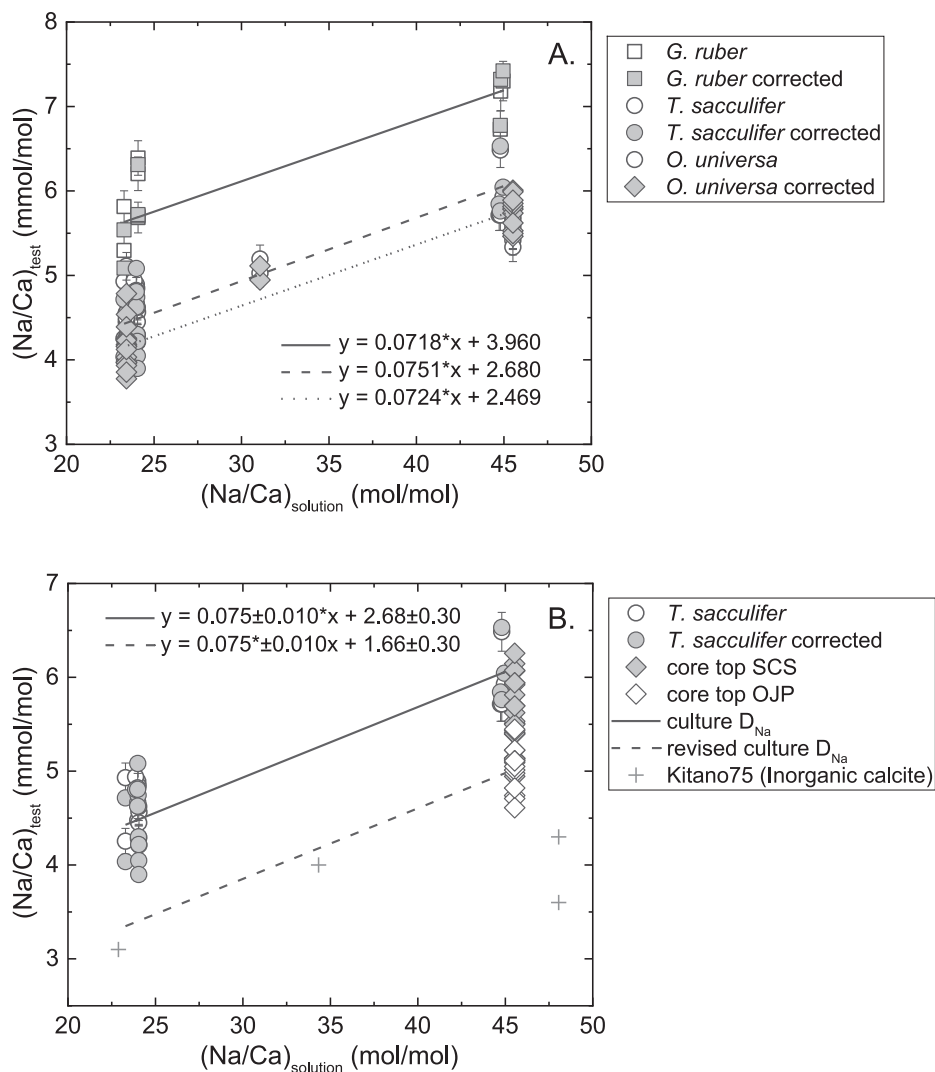 A.
8
7
6
5
4
3
(Na/Ca)test (mmol/mol)
y = 0.0718*x + 3.960
y = 0.0751*x + 2.680
y = 0.0724*x + 2.469
20 25 30 35 40 45 50
(Na/Ca)solution (mol/mol)
G. ruber
G. ruber corrected
T. sacculifer
T. sacculifer corrected
O. universa
O. universa corrected
B.
7
6
5
4
3
(Na/Ca)test (mmol/mol)
y = 0.075±0.010*x + 2.68±0.30
y = 0.075*±0.010x + 1.66±0.30
20 25 30 35 40 45 50
(Na/Ca)solution (mol/mol)
T. sacculifer
T. sacculifer corrected
core top SCS
core top OJP
culture DNa
revised culture DNa
Kitano75 (Inorganic calcite)